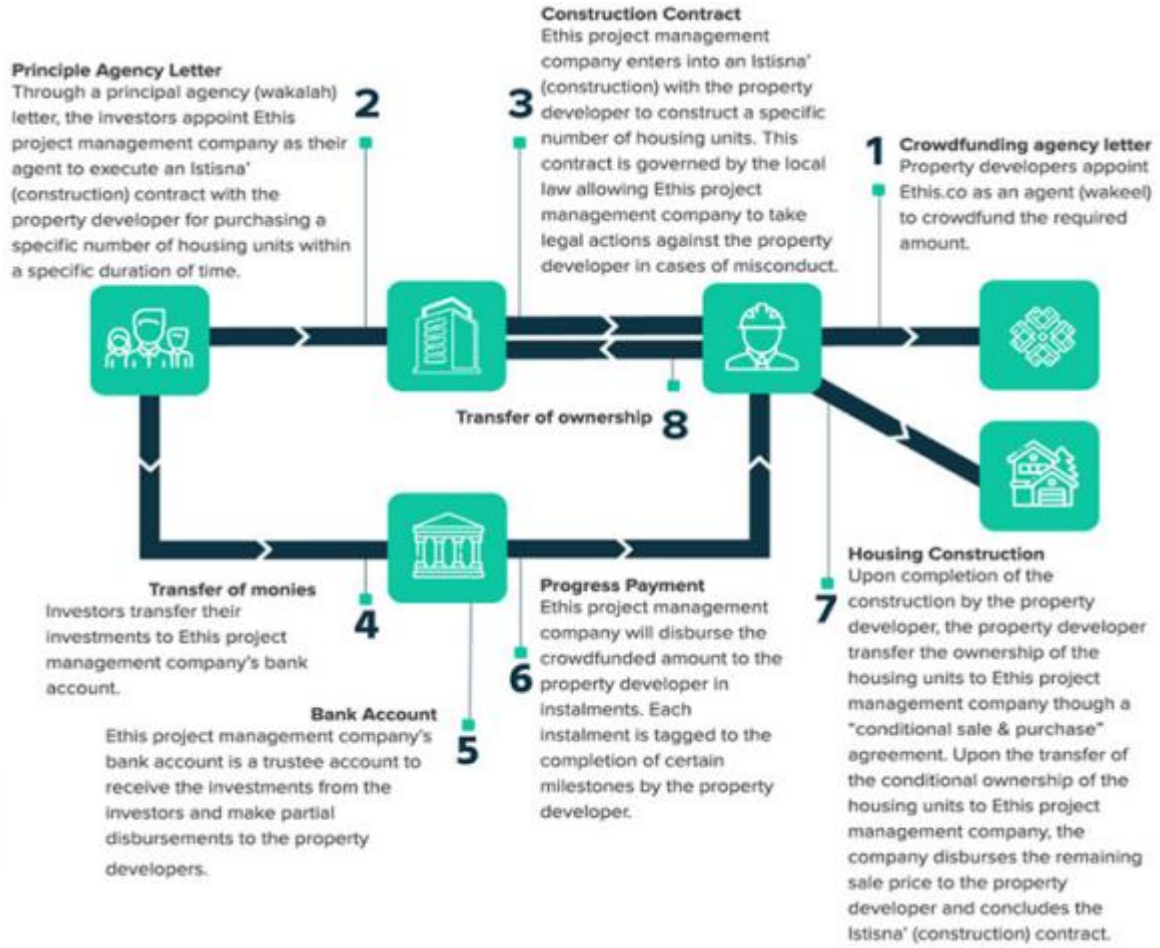 Construction Contract
Ethis project management
company enters into an Istisna'
(construction) with the property
developer to construct a specific
number of housing units. This
contract is governed by the local
law allowing Ethis project
management company to take
legal actions against the property
developer in cases of misconduct.
3
Principle Agency Letter
Through a principal agency (wakalah)
letter, the investors appoint Ethis
project management company as their
agent to execute an Istisna'
(construction) contract with the
property developer for purchasing a
specific number of housing units within
a specific duration of time.
2
1
Crowdfunding agency letter
Property developers appoint
Ethis.co as an agent (wakeel)
to crowdfund the required
amount.
Transfer of ownership
8
Transfer of monies
Investors transfer their
investments to Ethis project
management company's bank
account.
4
Bank Account
Ethis project management company's
bank account is a trustee account to
receive the investments from the
investors and make partial
disbursements to the property
developers.
5
Progress Payment
Ethis project management
company will disburse the
crowdfunded amount to the
property developer in
instalments. Each
instalment is tagged to the
completion of certain
milestones by the property
developer.
6
Housing Construction
Upon completion of the
construction by the property
developer, the property developer
transfer the ownership of the
housing units to Ethis project
management company though a
"conditional sale & purchase"
agreement. Upon the transfer of
the conditional ownership of the
housing units to Ethis project
management company, the
company disburses the remaining
sale price to the property
developer and concludes the
Istisna' (construction) contract.
7